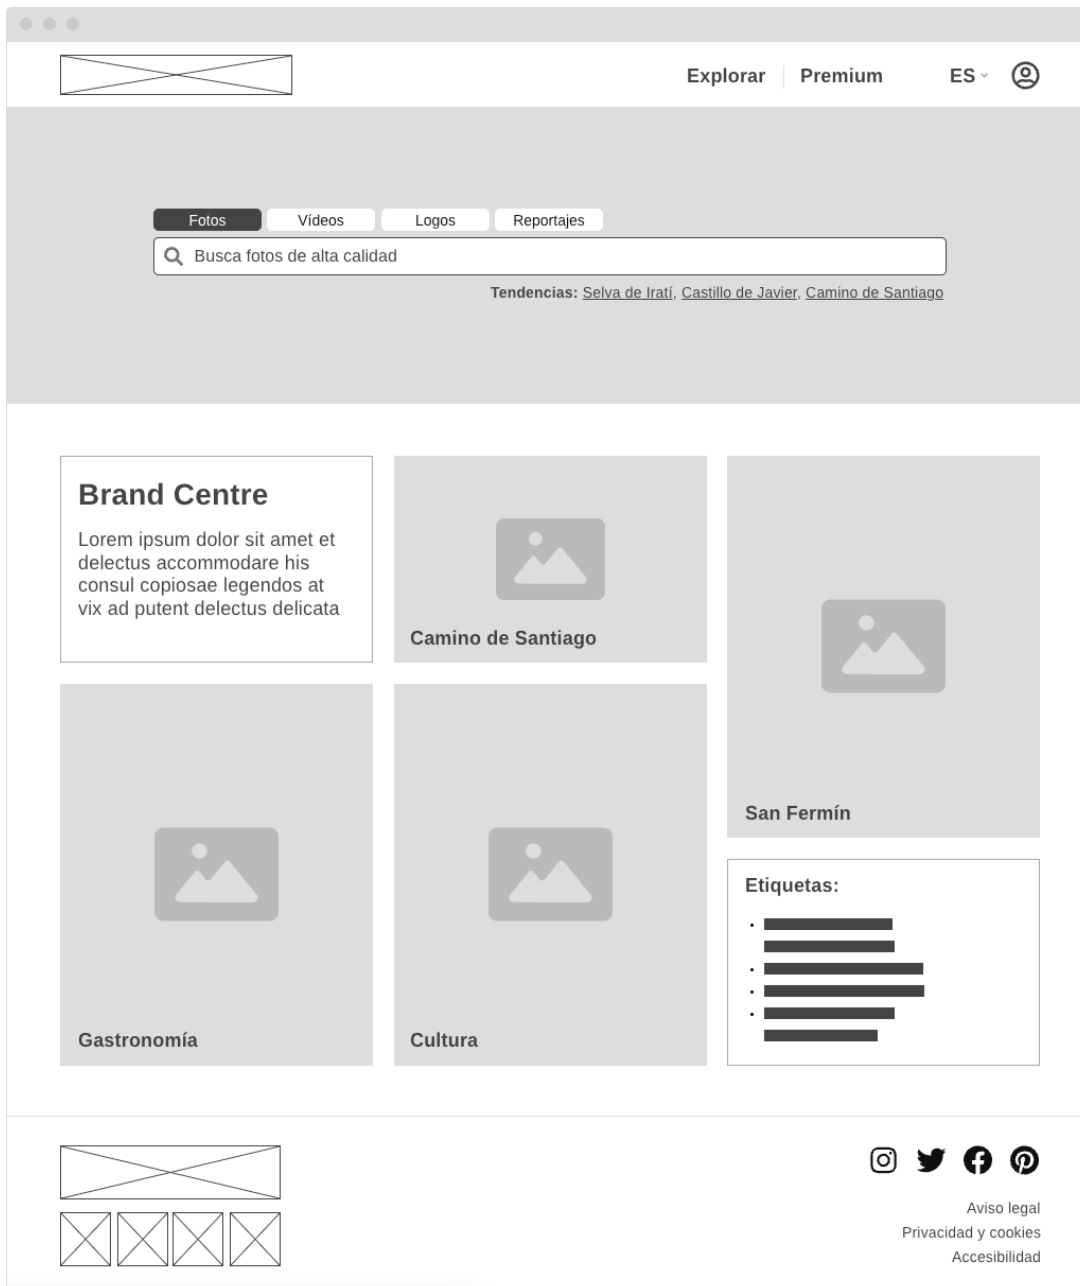 Explorar
Premium
ES
Fotos
Vídeos
Logos
Reportajes
Busca fotos de alta calidad
Tendencias: Selva de Iratí, Castillo de Javier, Camino de Santiago
Brand Centre
Lorem ipsum dolor sit amet et
delectus accommodare his
consul copiosae legendos at
vix ad putent delectus delicata
Camino de Santiago
San Fermín
Gastronomía
Cultura
Etiquetas:
Aviso legal
Privacidad y cookies
Accesibilidad